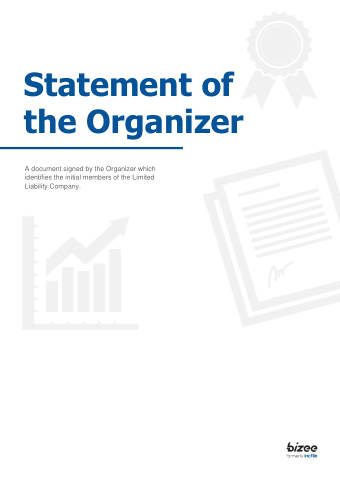 Statement of
the Organizer
A document signed by the Organizer which
identifies the initial members of the Limited
Liability Company.
bizee
formerly incfile